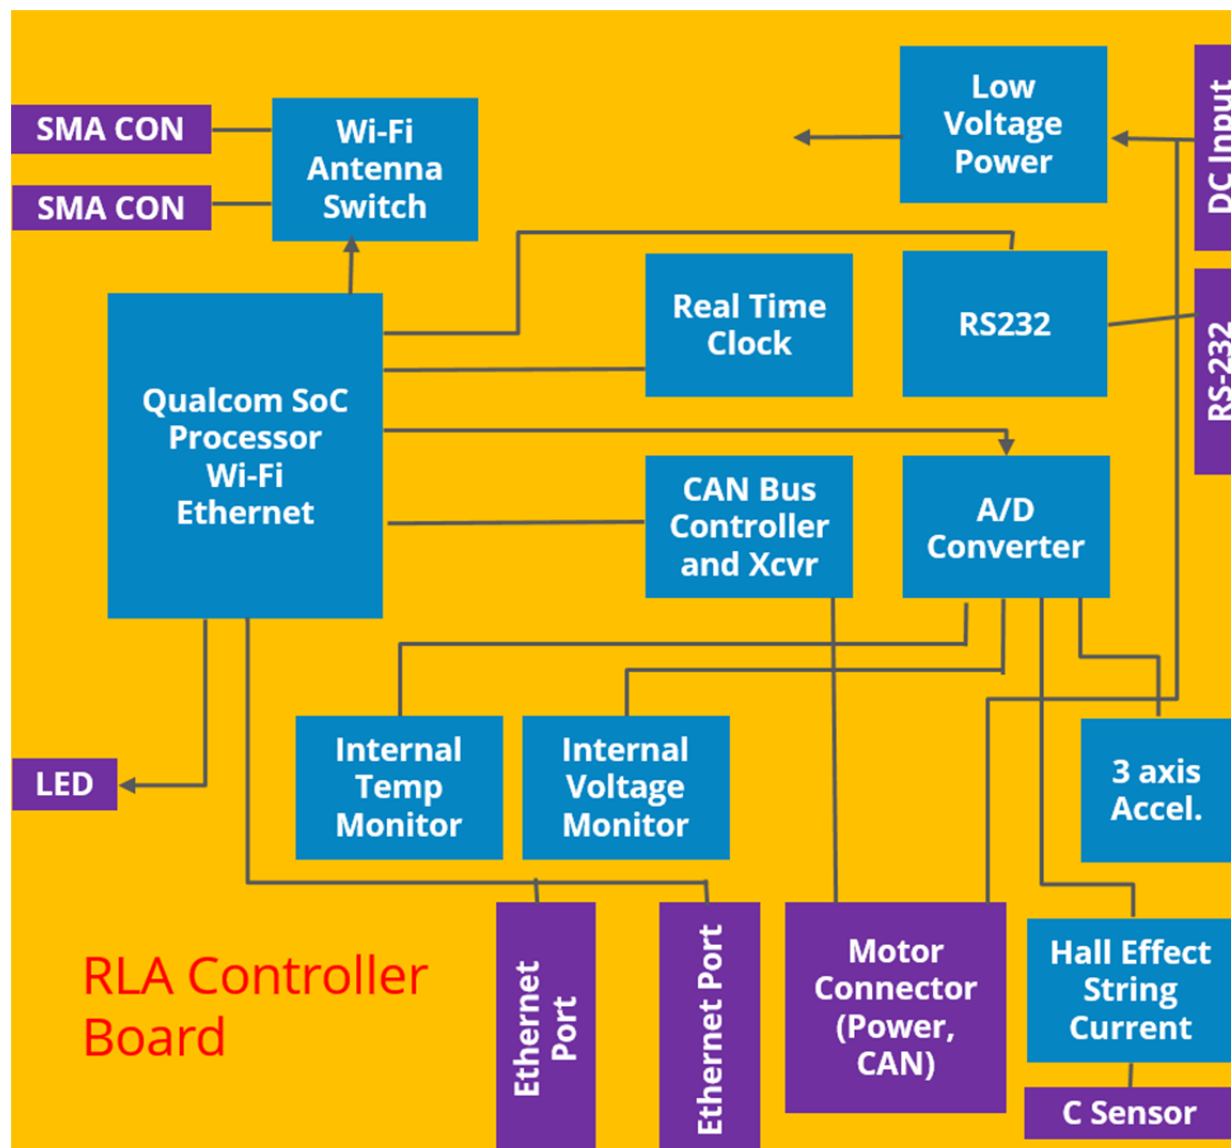 SMA CON
SMA CON
Wi-Fi
Antenna
Switch
Low
Voltage
Power
DC Input
Real Time
Clock
RS232
RS-232
Qualcom SoC
Processor
Wi-Fi
Ethernet
CAN Bus
Controller
and Xcvr
A/D
Converter
LED
Internal
Temp
Monitor
Internal
Voltage
Monitor
3 axis
Accel.
RLA Controller
Board
Ethernet
Port
Ethernet Port
Motor
Connector
(Power,
CAN)
Hall Effect
String
Current
C Sensor